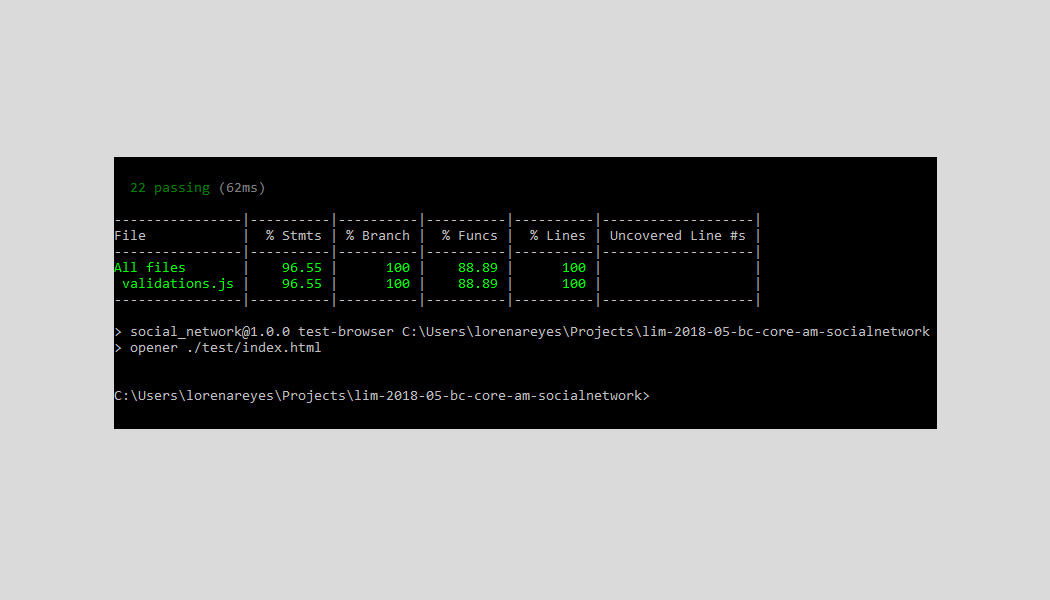 22 passing (62ms)
----------------|----------|----------|----------|----------|-------------------|
File            |  % Stmts | % Branch |  % Funcs |  % Lines | Uncovered Line #s |
----------------|----------|----------|----------|----------|-------------------|
All files       |    96.55 |      100 |    88.89 |      100 |                   |
 validations.js |    96.55 |      100 |    88.89 |      100 |                   |
----------------|----------|----------|----------|----------|-------------------|
> social_network@1.0.0 test-browser C:\Users\lorenareyes\Projects\lim-2018-05-bc-core-am-socialnetwork
> opener ./test/index.html
C:\Users\lorenareyes\Projects\lim-2018-05-bc-core-am-socialnetwork>